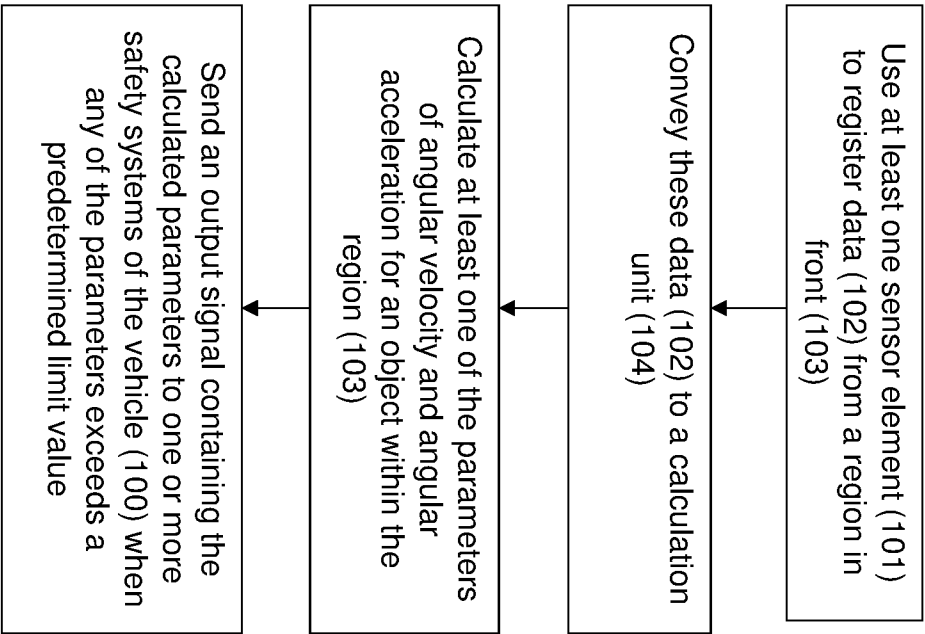 Use at least one sensor element (101)
to register data (102) from a region in
front (103)
Convey these data (102) to a calculation
unit (104)
Calculate at least one of the parameters
of angular velocity and angular
acceleration for an object within the
region (103)
Send an output signal containing the
calculated parameters to one or more
safety systems of the vehicle (100) when
any of the parameters exceeds a
predetermined limit value